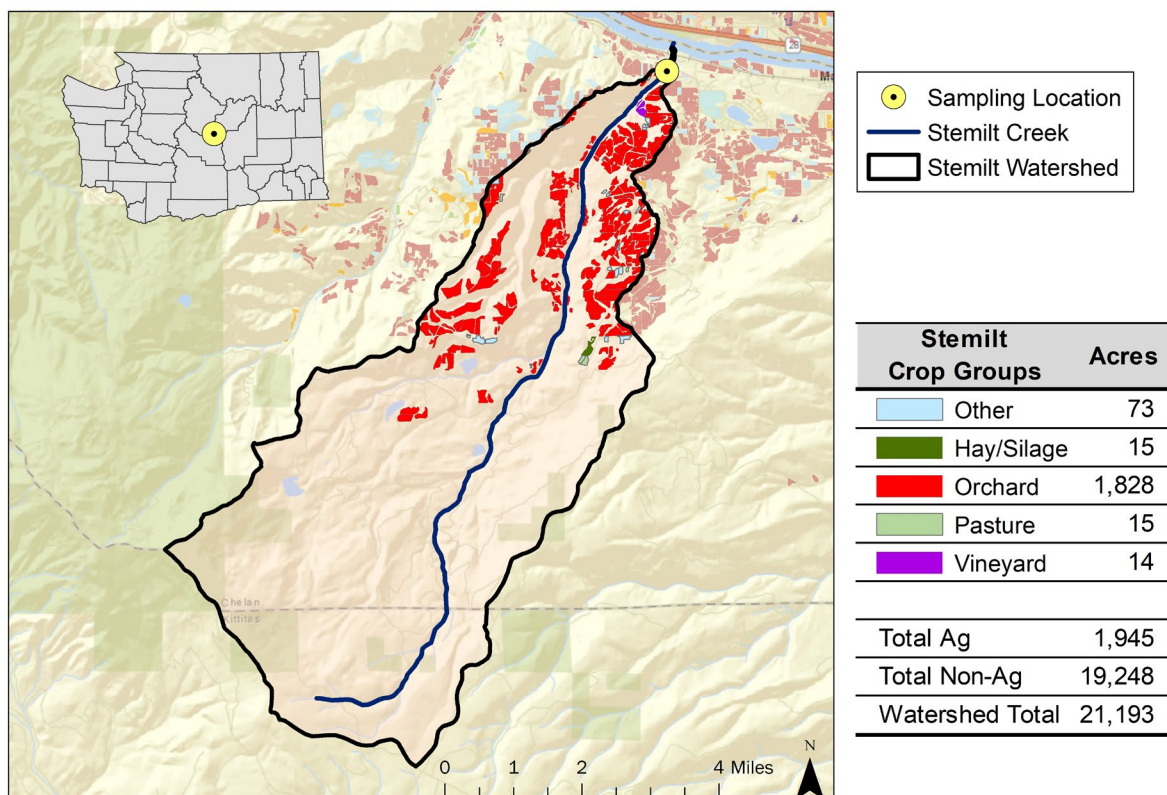 28
Chelan
Kittitas
0 1 2 4 Miles
N
Sampling Location
Stemilt Creek
Stemilt Watershed
Stemilt Crop Groups Acres
Other 73
Hay/Silage 15
Orchard 1,828
Pasture 15
Vineyard 14
Total Ag 1,945
Total Non-Ag 19,248
Watershed Total 21,193